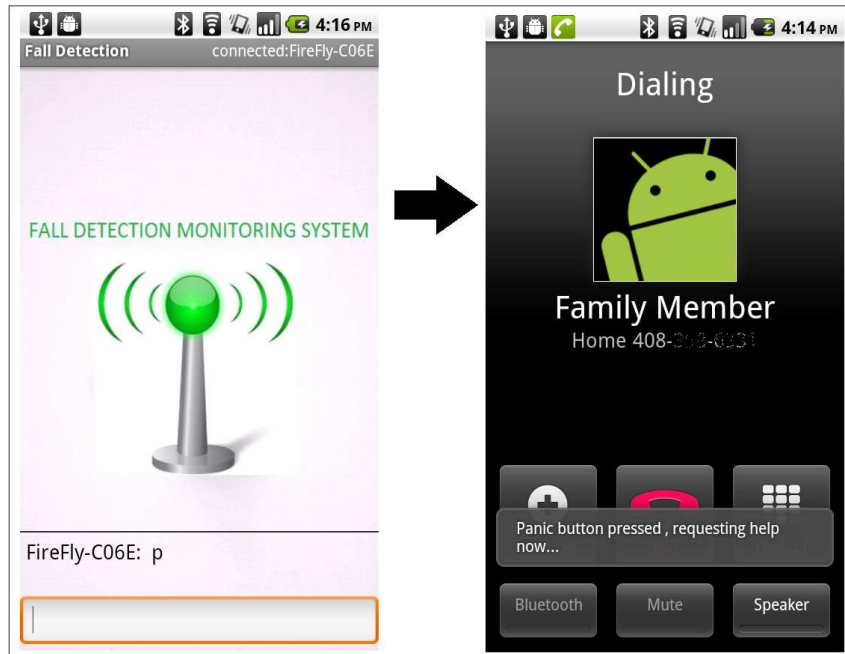 4:16 PM
Fall Detection connected:FireFly-C06E
FALL DETECTION MONITORING SYSTEM
FireFly-C06E: p
4:14 PM
Dialing
Family Member
Home 408-
Panic button pressed , requesting help
now...
Bluetooth Mute Speaker